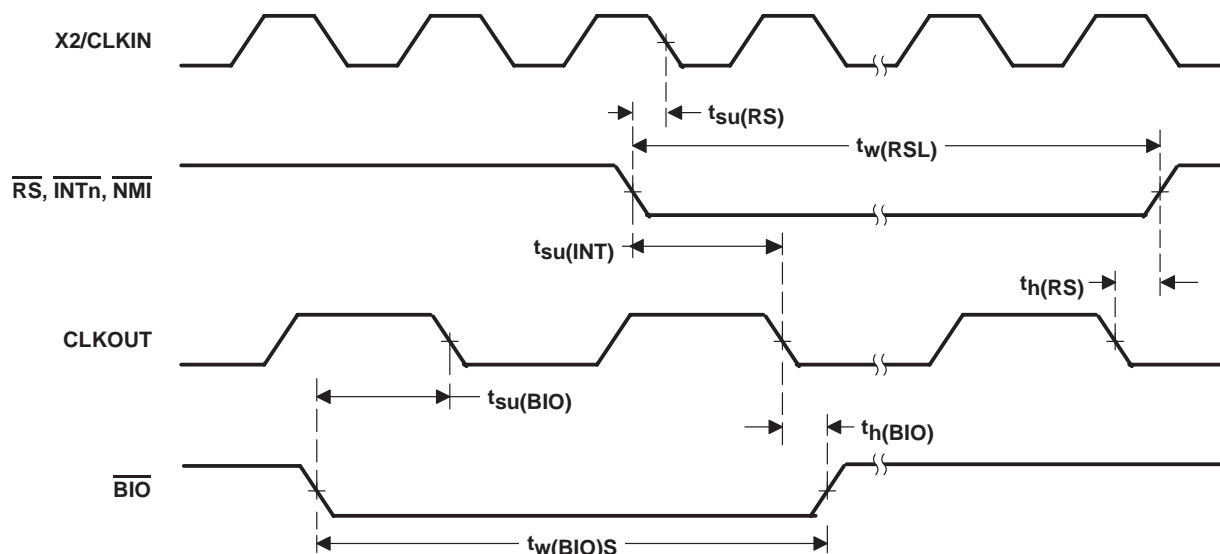 X2/CLKIN
tsu(RS)
tw(RSL)
RS, INTn, NMI
tsu(INT)
th(RS)
CLKOUT
tsu(BIO)
th(BIO)
BIO
tw(BIO)S